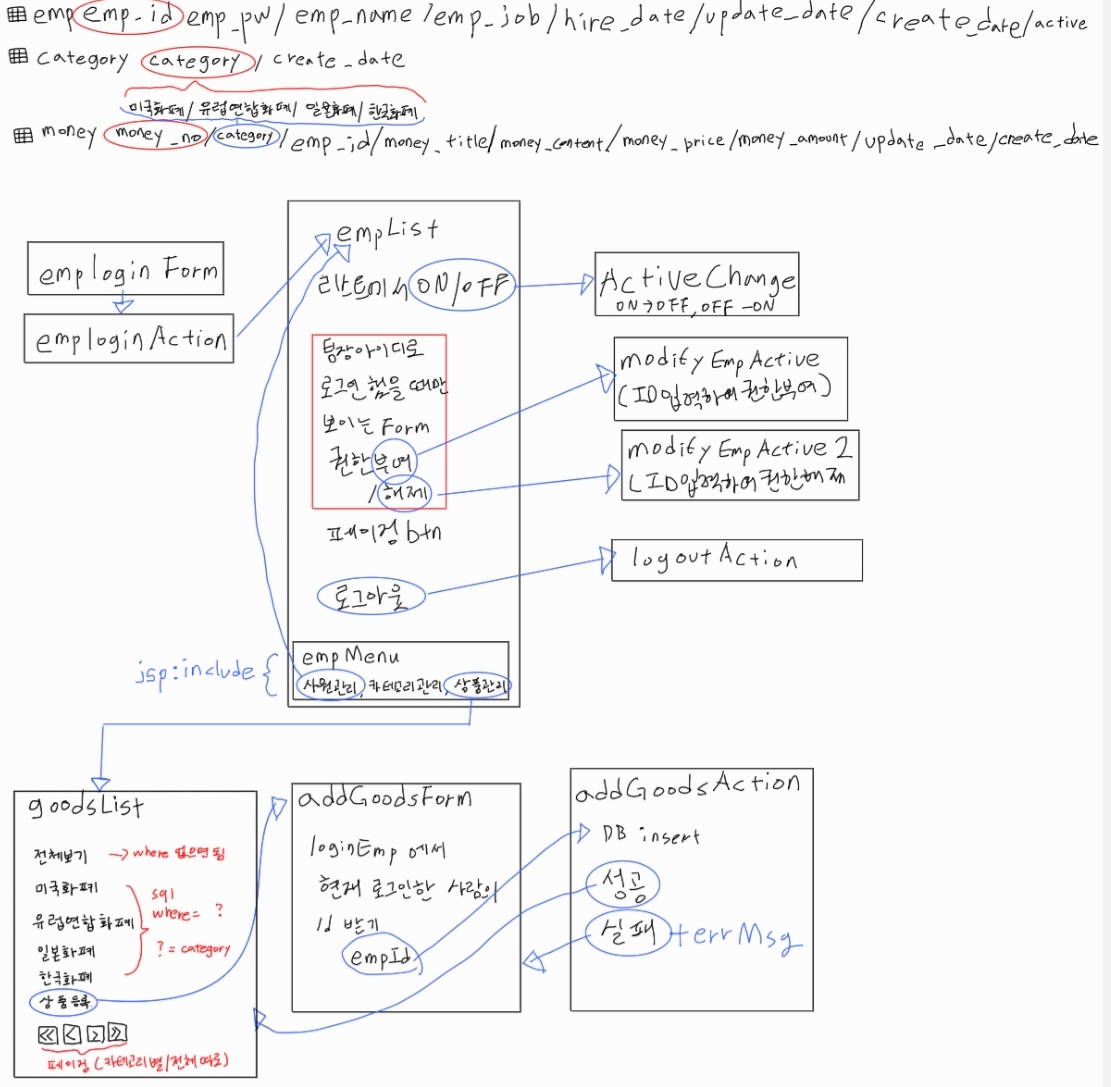 emp emp_id emp_pw/ emp_name /emp_job/hire_date/update_date/create_date/active
category category/ create_date
미국화폐/ 유럽연합화폐/ 일본화폐/ 한국화폐
money money_no/category/emp_id/money_title/money_content/money_price/money_amount/update_date/create_date
emplogin Form
emploginAction
empList
리스트에서 ON/OFF
팀장아이디로
로그인 했을 때만
보이는 Form
권한부여
/해제
페이징 btn
로그아웃
empMenu
사원관리, 카테고리관리, 상품관리
jsp:include {
ActiveChange
ON→OFF, OFF→ON
modify EmpActive
(ID입력하여 권한부여)
modify EmpActive 2
(ID입력하여 권한해제
logoutAction
goodsList
전체보기 → where 없으면 됨
미국화폐
유럽연합화폐
일본화폐
한국화폐
sql
where= ?
?= category
상품등록
≪ < > ≫
페이징 (카테고리별/전체 따로)
addGoodsForm
loginEmp 에서
현재 로그인한 사람의
id 받기
empId
addGoodsAction
DB insert
성공
실패+errMsg